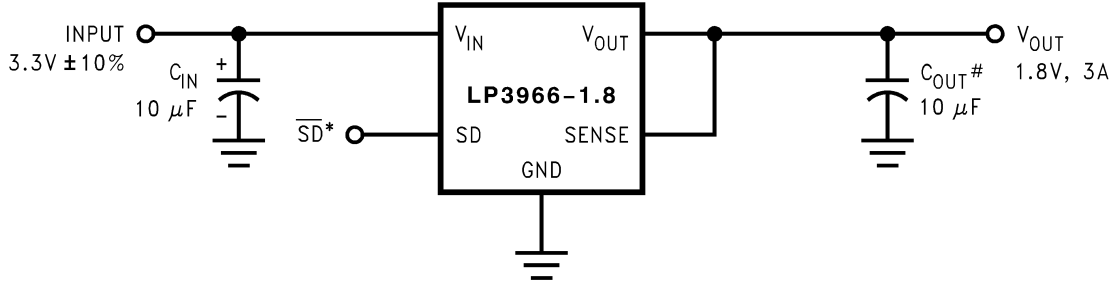 INPUT
3.3V ±10%
+
C_IN
10 μF
–
S̅D̅*
V_IN
V_OUT
LP3966-1.8
SD
SENSE
GND
C_OUT#
10 μF
V_OUT
1.8V, 3A